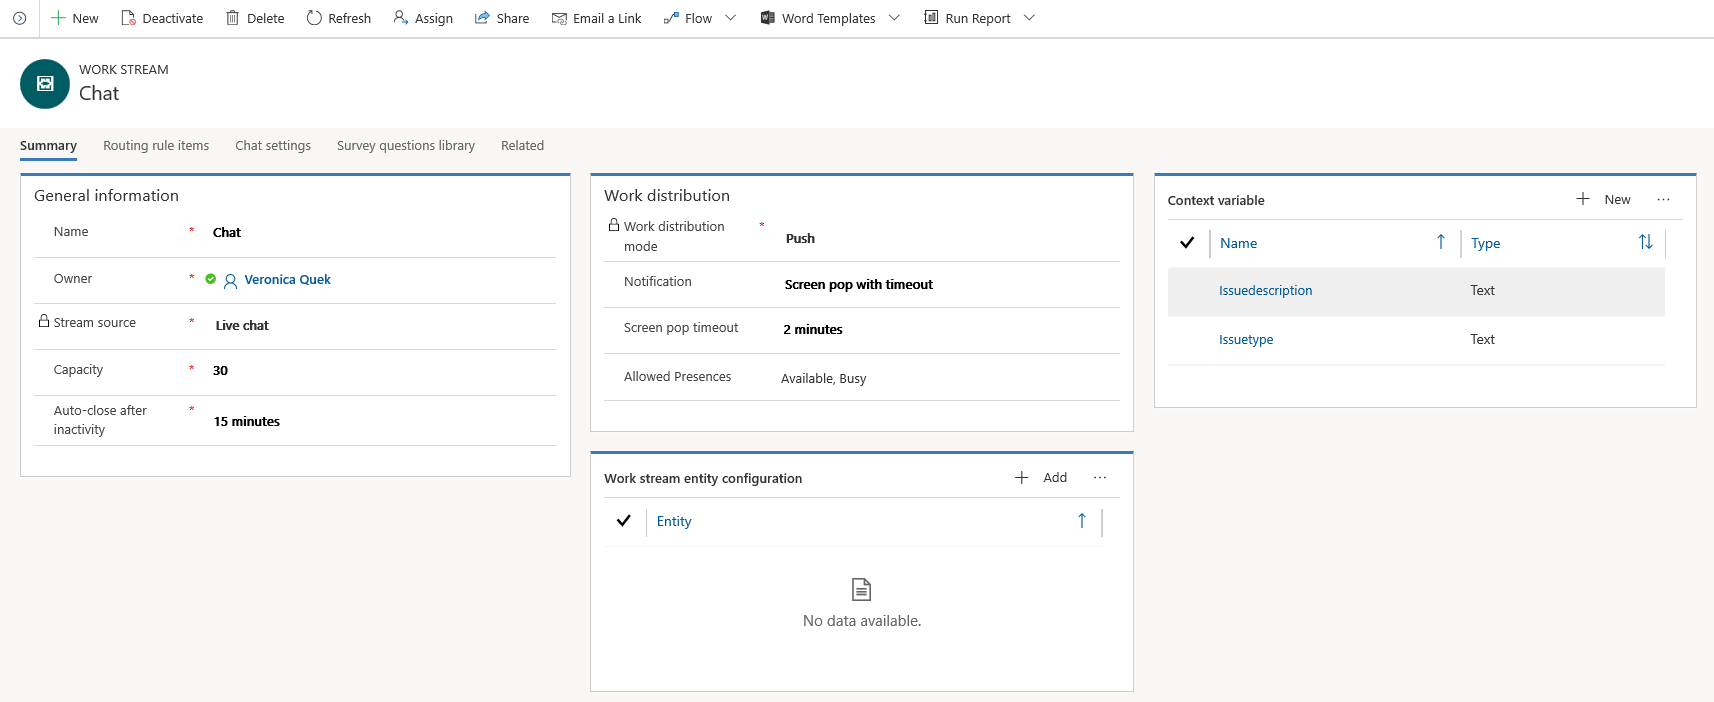 New Deactivate Delete Refresh Assign Share Email a Link Flow Word Templates Run Report
WORK STREAM
Chat
Summary Routing rule items Chat settings Survey questions library Related
General information
Name * Chat
Owner * Veronica Quek
Stream source * Live chat
Capacity * 30
Auto-close after
inactivity
* 15 minutes
Work distribution
Work distribution
mode
* Push
Notification Screen pop with timeout
Screen pop timeout 2 minutes
Allowed Presences Available, Busy
Work stream entity configuration Add ...
Entity
No data available.
Context variable New ...
Name Type
Issuedescription Text
Issuetype Text